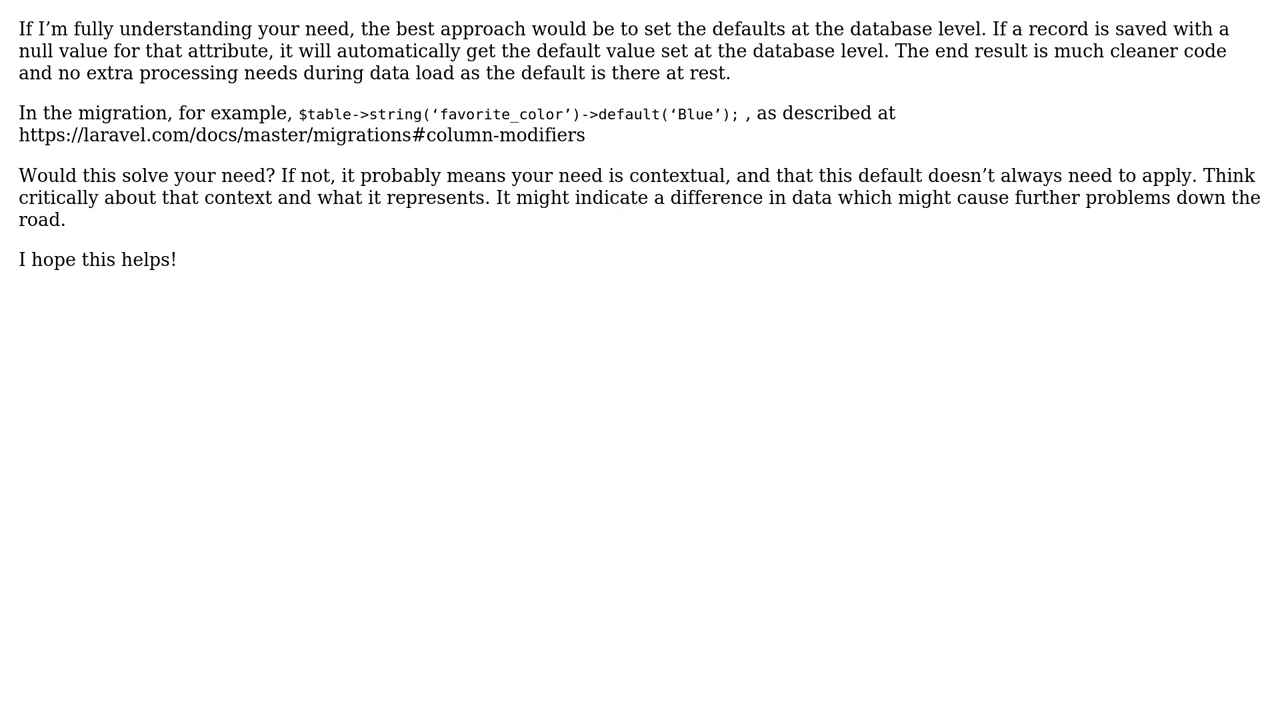 If I’m fully understanding your need, the best approach would be to set the defaults at the database level. If a record is saved with a
null value for that attribute, it will automatically get the default value set at the database level. The end result is much cleaner code
and no extra processing needs during data load as the default is there at rest.
In the migration, for example, $table->string(‘favorite_color’)->default(‘Blue’); , as described at
https://laravel.com/docs/master/migrations#column-modifiers
Would this solve your need? If not, it probably means your need is contextual, and that this default doesn’t always need to apply. Think
critically about that context and what it represents. It might indicate a difference in data which might cause further problems down the
road.
I hope this helps!